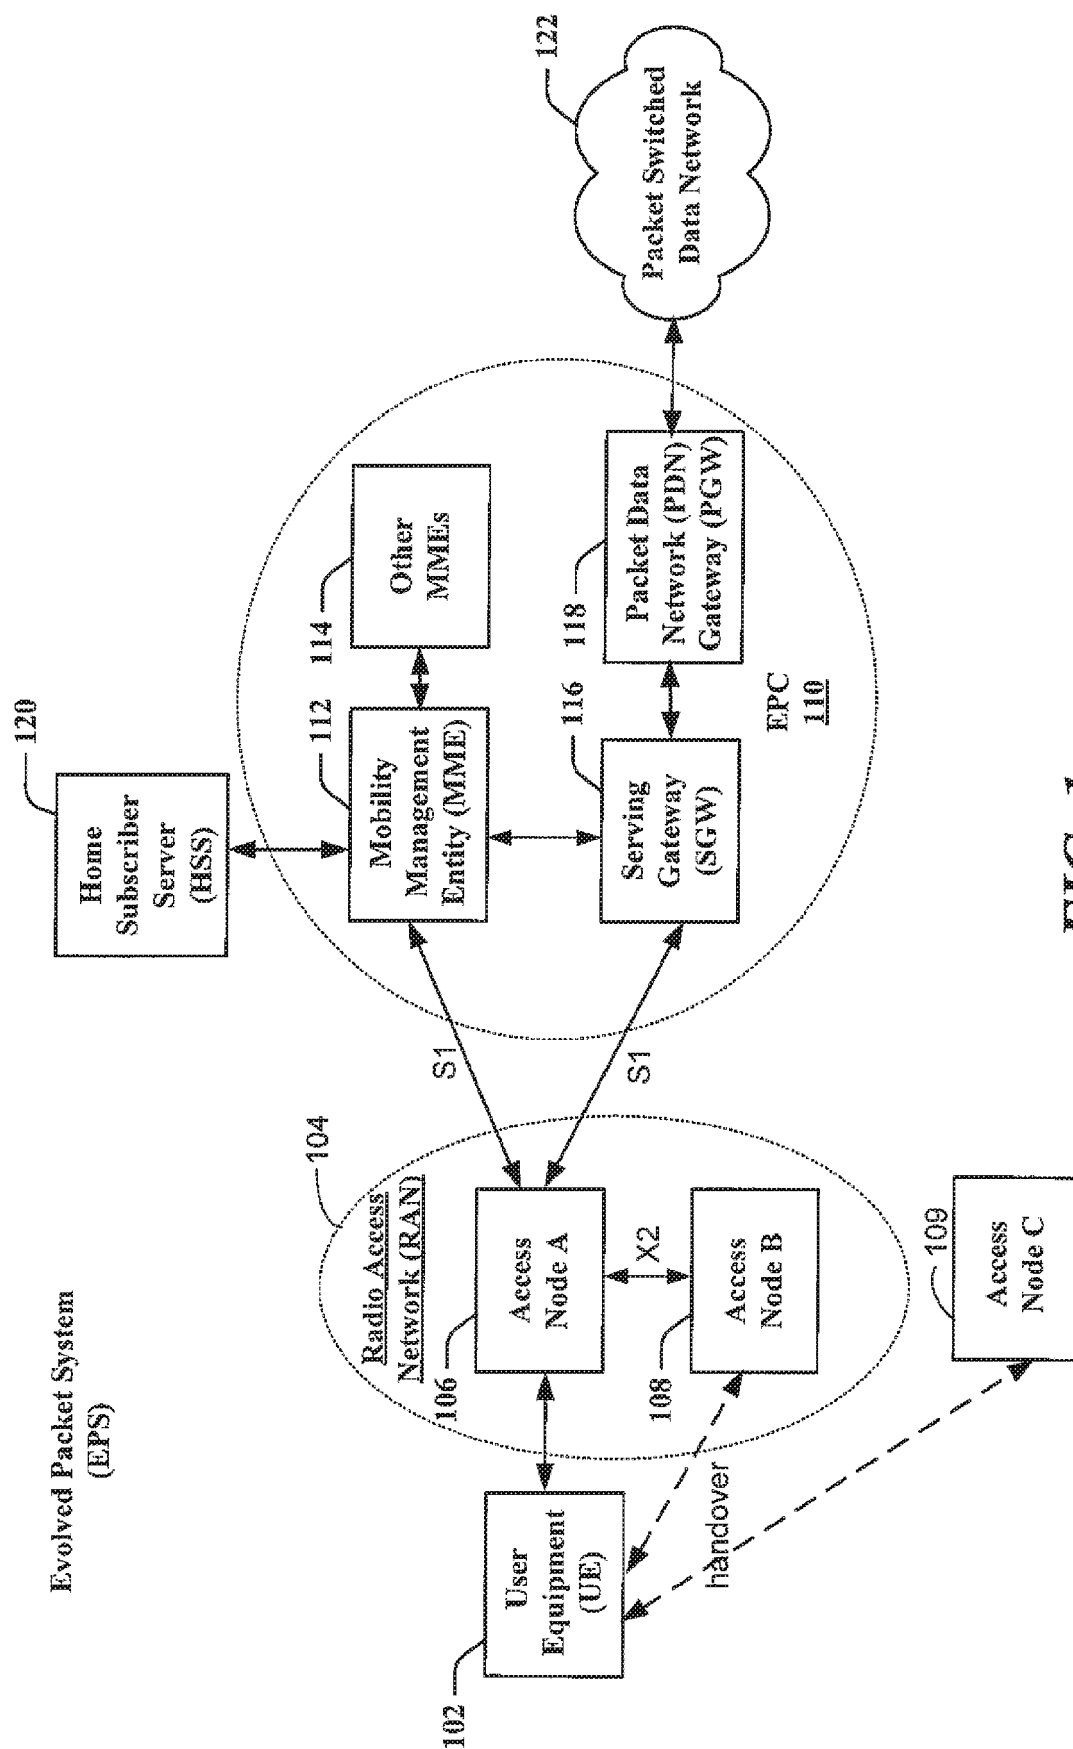 Evolved Packet System
(EPS)
120
Home
Subscriber
Server
(HSS)
104
Radio Access
Network (RAN)
102
User
Equipment
(UE)
106
Access
Node A
X2
108
Access
Node B
handover
109
Access
Node C
S1
S1
112
Mobility
Management
Entity (MME)
114
Other
MMEs
116
Serving
Gateway
(SGW)
118
Packet Data
Network (PDN)
Gateway (PGW)
EPC
110
122
Packet Switched
Data Network